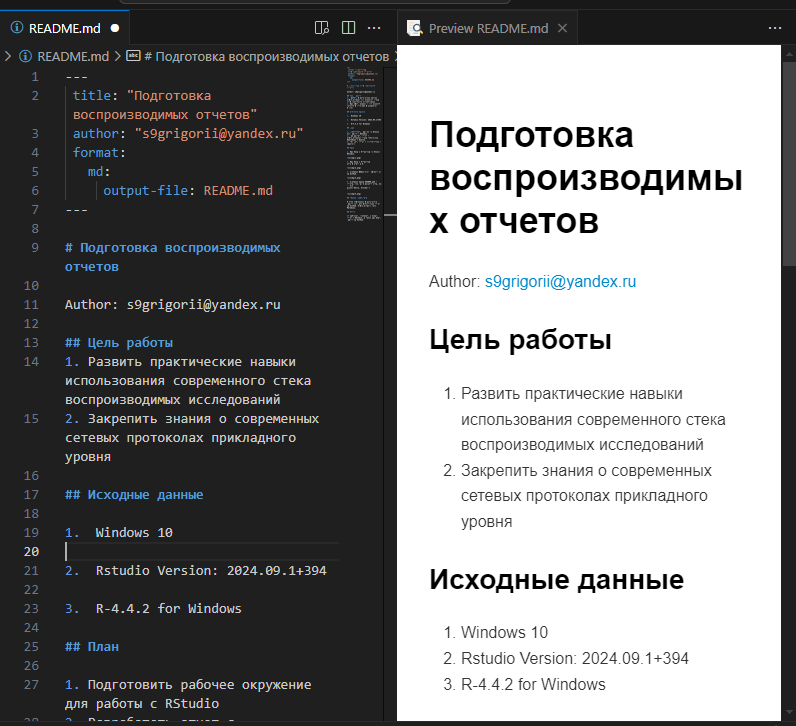 README.md
Preview README.md
README.md > # Подготовка воспроизводимых отчетов
1 ---
2 title: "Подготовка
воспроизводимых отчетов"
3 author: "s9grigorii@yandex.ru"
4 format:
5 md:
6 output-file: README.md
7 ---
8
9 # Подготовка воспроизводимых
отчетов
10
11 Author: s9grigorii@yandex.ru
12
13 ## Цель работы
14 1. Развить практические навыки
использования современного стека
воспроизводимых исследований
15 2. Закрепить знания о современных
сетевых протоколах прикладного
уровня
16
17 ## Исходные данные
18
19 1. Windows 10
20
21 2. Rstudio Version: 2024.09.1+394
22
23 3. R-4.4.2 for Windows
24
25 ## План
26
27 1. Подготовить рабочее окружение
для работы с RStudio
Подготовка
воспроизводимы
х отчетов
Author: s9grigorii@yandex.ru
Цель работы
1. Развить практические навыки
использования современного стека
воспроизводимых исследований
2. Закрепить знания о современных
сетевых протоколах прикладного
уровня
Исходные данные
1. Windows 10
2. Rstudio Version: 2024.09.1+394
3. R-4.4.2 for Windows